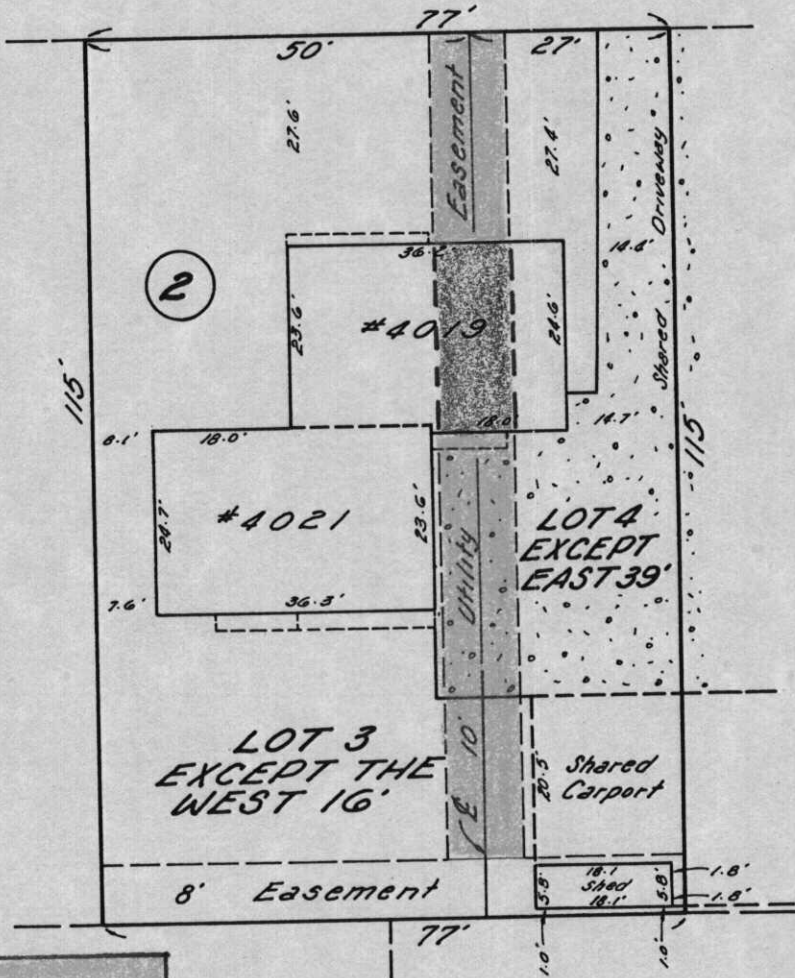 77'
50'
27'
27.6'
Easement
27.4'
Shared Driveway
2
36.2'
14.4'
115'
23.6'
#4019
24.6'
8.1'
18.0'
18.0
14.7'
115'
24.7'
#4021
23.6'
Utility
LOT 4
EXCEPT
EAST 39'
7.6'
36.3'
LOT 3
EXCEPT THE
WEST 16'
10'
20.5'
Shared
Carport
8' Easement
5.8'
18.1
Shed
18.1'
5.8'
1.8'
1.8'
77'
1.0'
1.0'